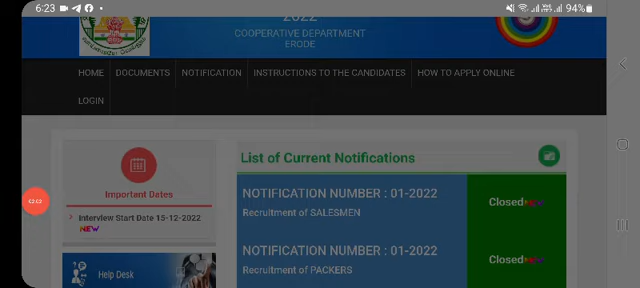 6:23
94%
2022
COOPERATIVE DEPARTMENT
ERODE
HOME
DOCUMENTS
NOTIFICATION
INSTRUCTIONS TO THE CANDIDATES
HOW TO APPLY ONLINE
LOGIN
Important Dates
Interview Start Date 15-12-2022
NEW
Help Desk
List of Current Notifications
NOTIFICATION NUMBER : 01-2022
Recruitment of SALESMEN
Closed
NOTIFICATION NUMBER : 01-2022
Recruitment of PACKERS
Closed